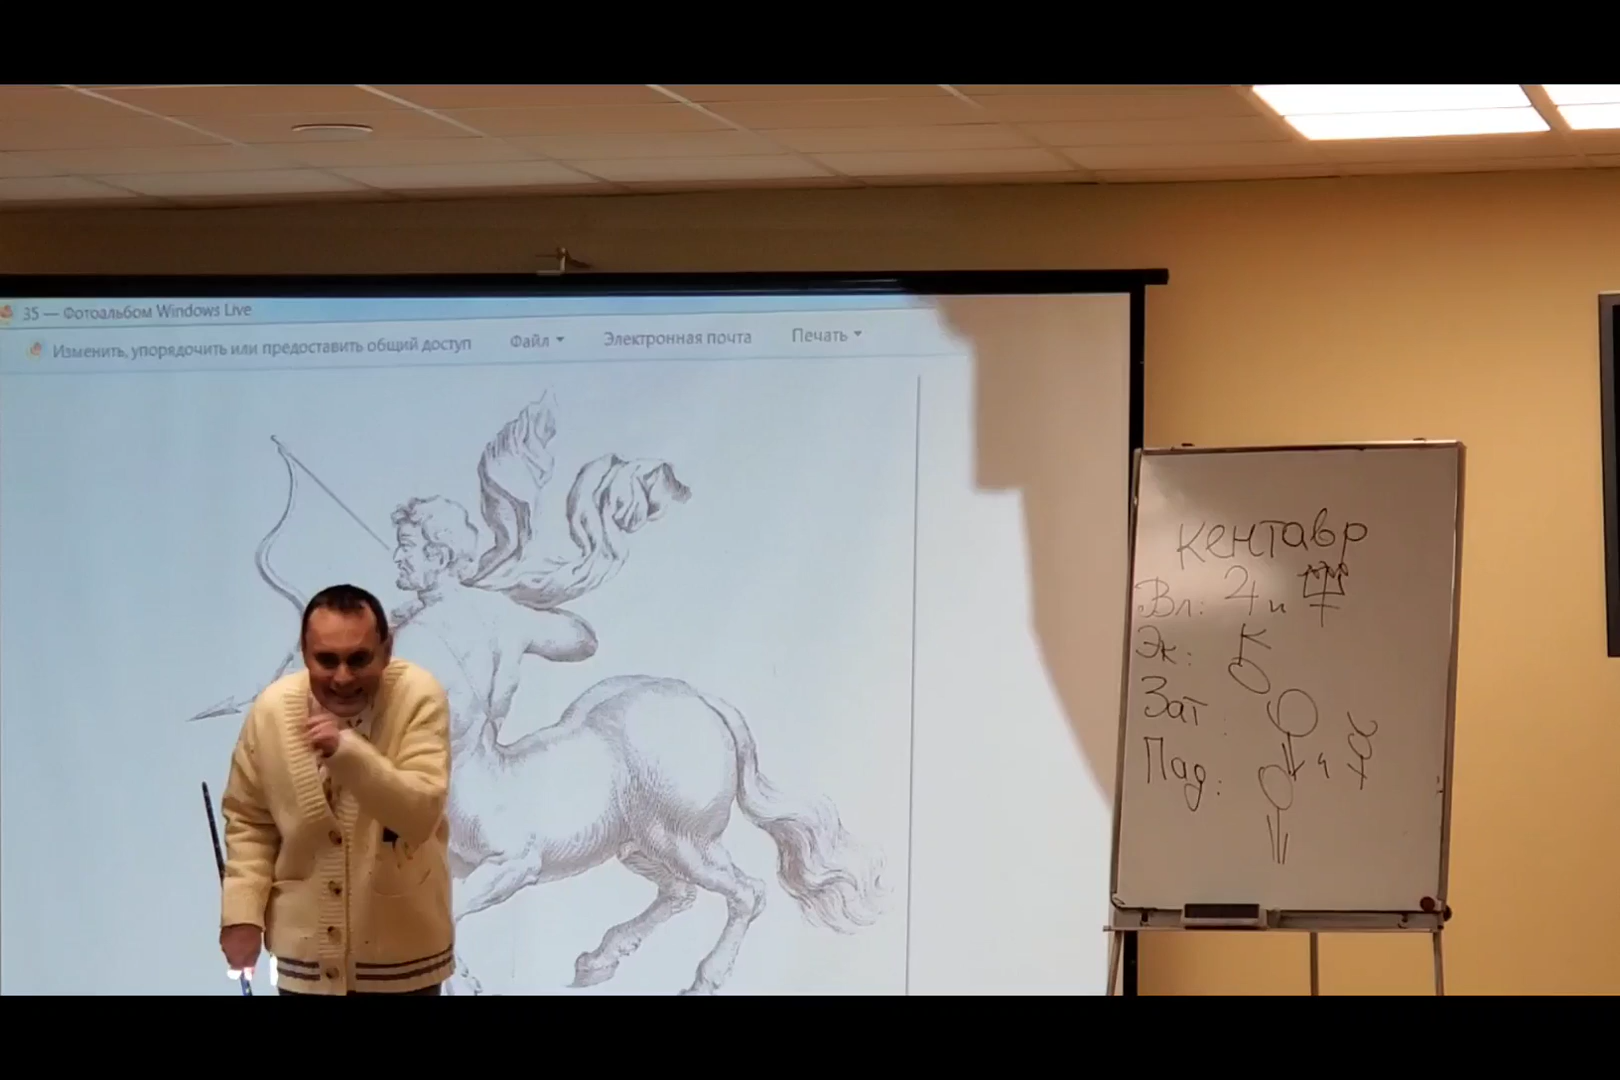 35 — Фотоальбом Windows Live
Изменить, упорядочить или предоставить общий доступ Файл Электронная почта Печать
кентавр
Вл: ♃ и
Эк:
Зат
Пад: